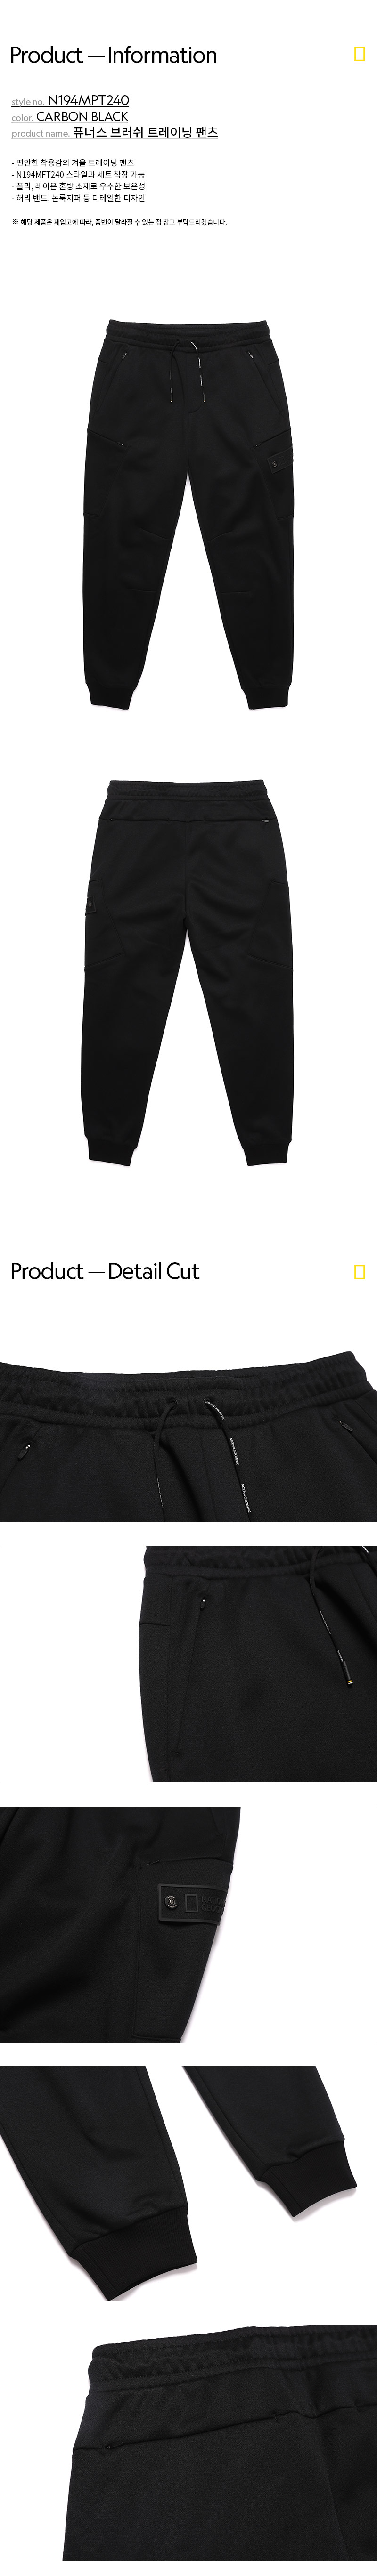 Product — Information
style no. N194MPT240
color. CARBON BLACK
product name.퓨너스 브러쉬 트레이닝 팬츠
- 편안한 착용감의 겨울 트레이닝 팬츠
- N194MFT240 스타일과 세트 착장 가능
- 폴리, 레이온 혼방 소재로 우수한 보온성
- 허리 밴드, 논룩지퍼 등 디테일한 디자인
※ 해당 제품은 재입고에 따라, 품번이 달라질 수 있는 점 참고 부탁드리겠습니다.
Product — Detail Cut